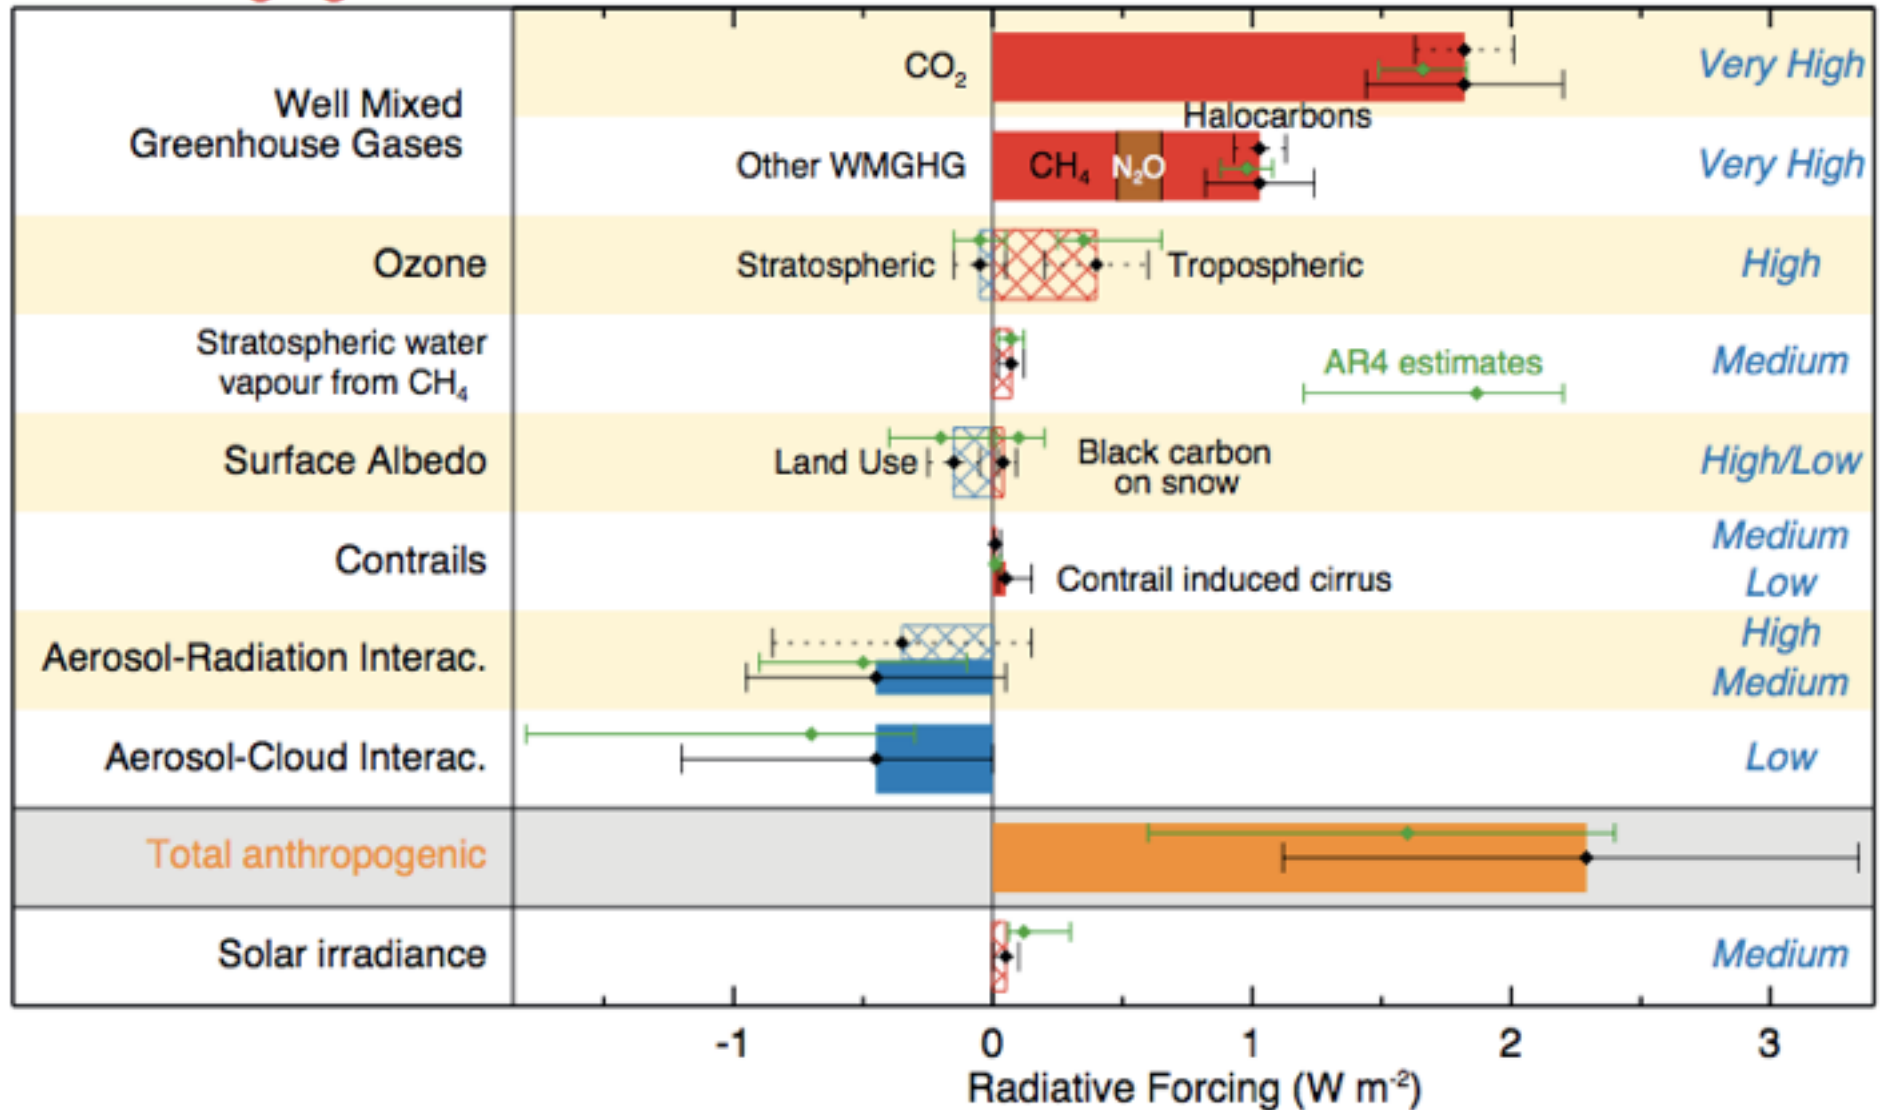 CO₂
Very High
Well Mixed
Greenhouse Gases
Halocarbons
Other WMGHG
CH₄
N₂O
Very High
Ozone
Stratospheric
Tropospheric
High
Stratospheric water
vapour from CH₄
AR4 estimates
Medium
Surface Albedo
Land Use
Black carbon
on snow
High/Low
Contrails
Contrail induced cirrus
Medium
Low
Aerosol-Radiation Interac.
High
Medium
Aerosol-Cloud Interac.
Low
Total anthropogenic
Solar irradiance
Medium
-1 0 1 2 3
Radiative Forcing (W m⁻²)